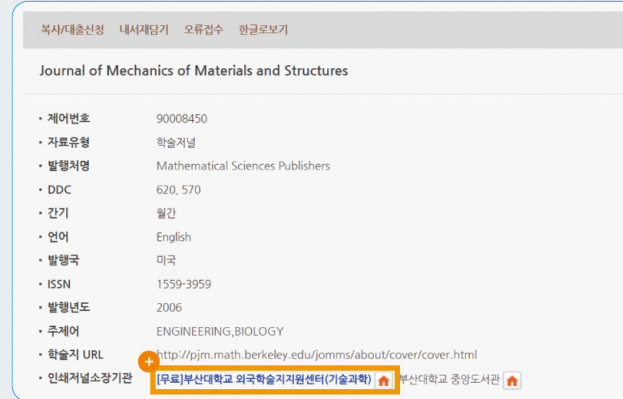 복사/대출신청 내서재담기 오류접수 한글로보기
Journal of Mechanics of Materials and Structures
• 제어번호 90008450
• 자료유형 학술저널
• 발행처명 Mathematical Sciences Publishers
• DDC 620, 570
• 간기 월간
• 언어 English
• 발행국 미국
• ISSN 1559-3959
• 발행년도 2006
• 주제어 ENGINEERING,BIOLOGY
• 학술지 URL http://pjm.math.berkeley.edu/jomms/about/cover/cover.html
• 인쇄저널소장기관 [무료]부산대학교 외국학술지지원센터(기술과학) 부산대학교 중앙도서관